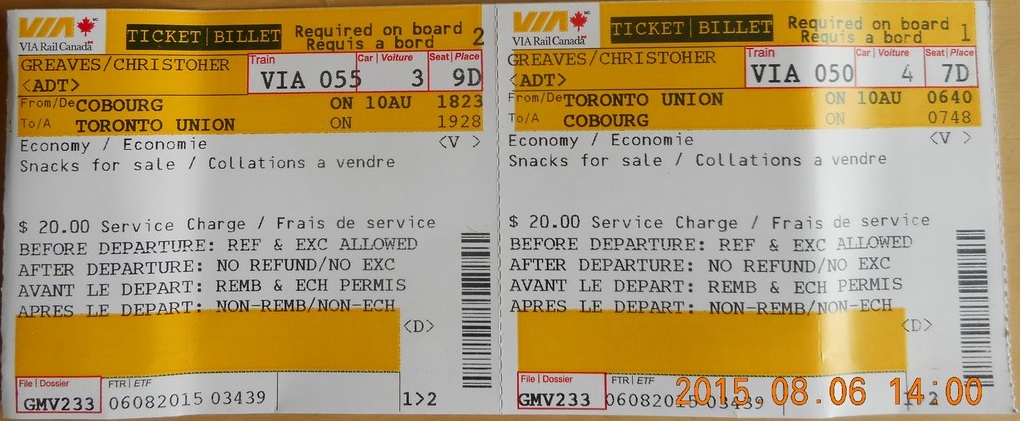 VIA
VIA Rail Canada
TICKET | BILLET
Required on board
Requis a bord
2
GREAVES/CHRISTOHER
<ADT>
Train
VIA 055
Car | Voiture
3
Seat | Place
9D
From/De COBOURG ON 10AU 1823
To/A TORONTO UNION ON 1928
Economy / Economie <V >
Snacks for sale / Collations a vendre
$ 20.00 Service Charge / Frais de service
BEFORE DEPARTURE: REF & EXC ALLOWED
AFTER DEPARTURE: NO REFUND/NO EXC
AVANT LE DEPART: REMB & ECH PERMIS
APRES LE DEPART: NON-REMB/NON-ECH
<D>
File | Dossier
GMV233
FTR | ETF
06082015 03439
1>2
VIA
VIA Rail Canada
TICKET | BILLET
Required on board
Requis a bord
1
GREAVES/CHRISTOHER
<ADT>
Train
VIA 050
Car | Voiture
4
Seat | Place
7D
From/De TORONTO UNION ON 10AU 0640
To/A COBOURG ON 0748
Economy / Economie <V >
Snacks for sale / Collations a vendre
$ 20.00 Service Charge / Frais de service
BEFORE DEPARTURE: REF & EXC ALLOWED
AFTER DEPARTURE: NO REFUND/NO EXC
AVANT LE DEPART: REMB & ECH PERMIS
APRES LE DEPART: NON-REMB/NON-ECH
<D>
File | Dossier
GMV233
FTR | ETF
06082015 03439
1>2
2015.08.06 14:00